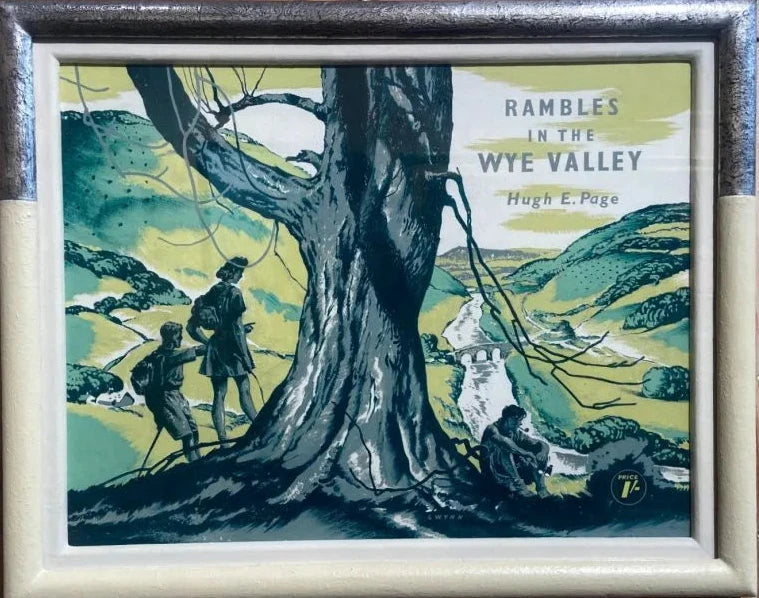 RAMBLES
IN THE
WYE VALLEY
Hugh E. Page
PRICE
1/-
GWYNN